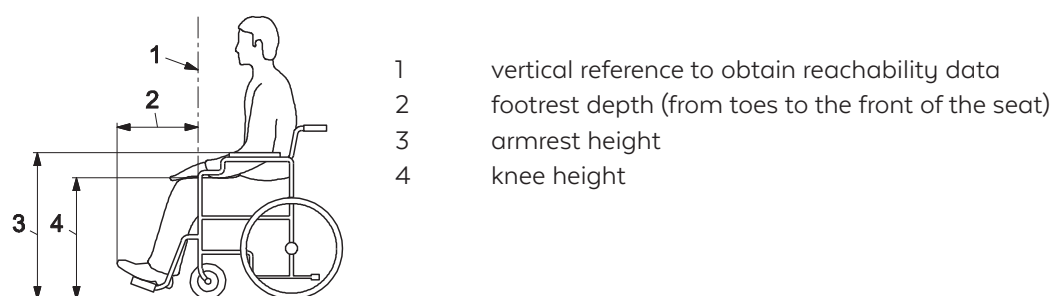 1
2
3 4
1 vertical reference to obtain reachability data
2 footrest depth (from toes to the front of the seat)
3 armrest height
4 knee height